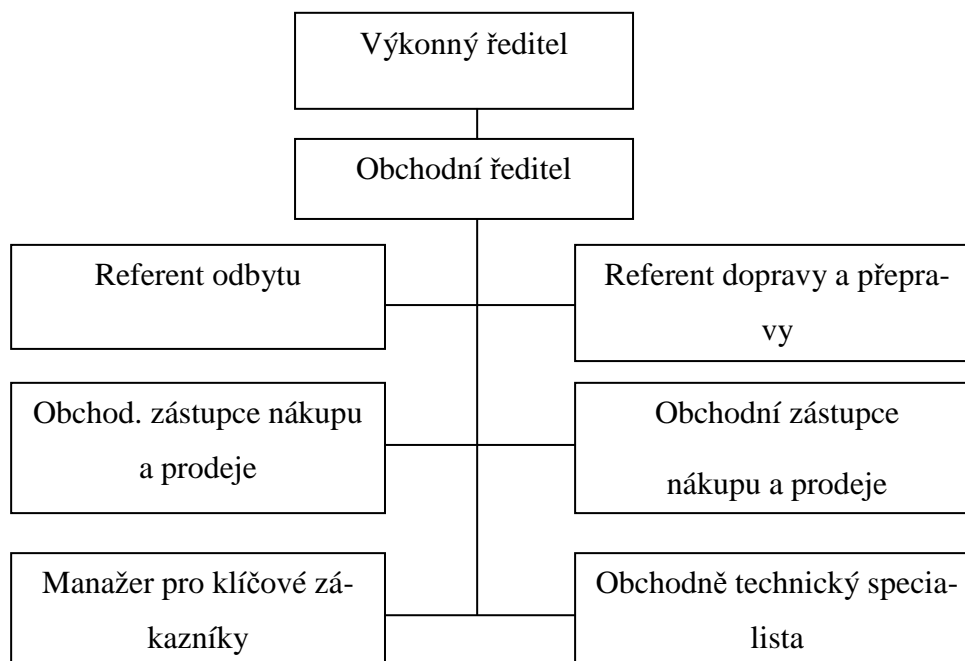 Výkonný ředitel
Obchodní ředitel
Referent odbytu
Referent dopravy a přepra-
vy
Obchod. zástupce nákupu
a prodeje
Obchodní zástupce
nákupu a prodeje
Manažer pro klíčové zá-
kazníky
Obchodně technický specia-
lista